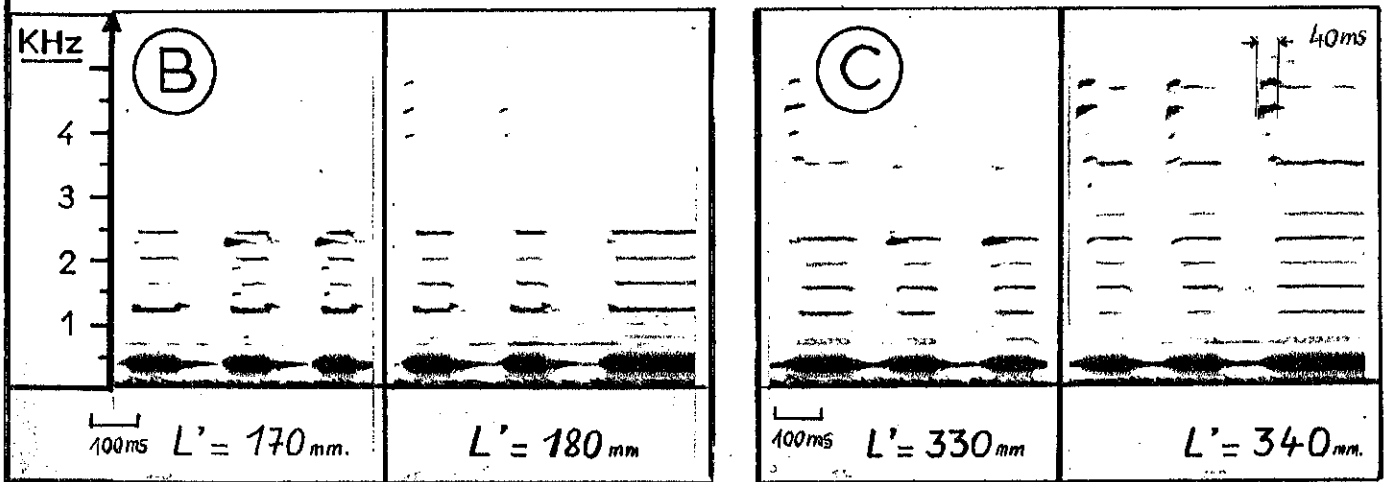 KHz
B
4
3
2
1
100ms
L' = 170 mm.
L' = 180 mm
C
40ms
100ms
L' = 330 mm
L' = 340 mm.